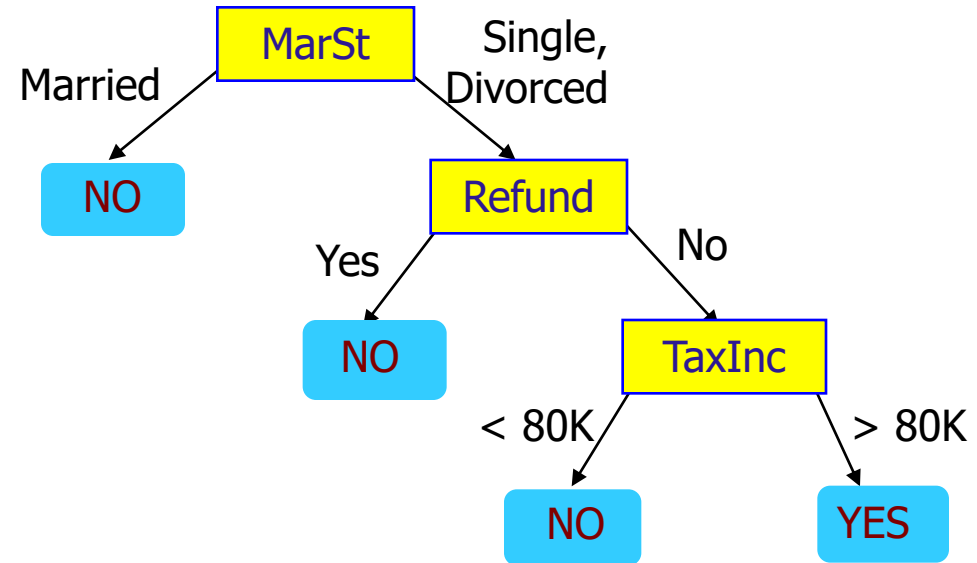 MarSt
Single,
Married
Divorced
NO
Refund
Yes
No
NO
TaxInc
< 80K
> 80K
NO
YES